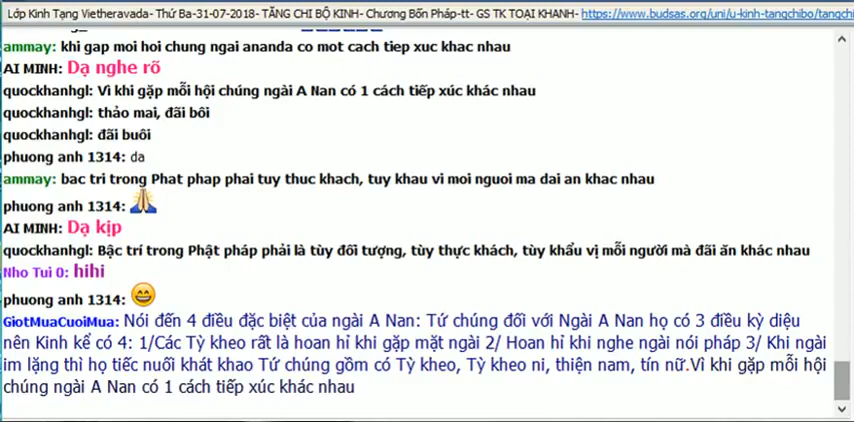 Lớp Kinh Tạng Vietheravada- Thứ Ba-31-07-2018- TĂNG CHI BỘ KINH- Chương Bốn Pháp-tt- GS TK TOẠI KHANH- https://www.budsas.org/uni/u-kinh-tangchibo/tangchi
ammay: khi gap moi hoi chung ngai ananda co mot cach tiep xuc khac nhau
AI MINH: Dạ nghe rõ
quockhanhgl: Vì khi gặp mỗi hội chúng ngài A Nan có 1 cách tiếp xúc khác nhau
quockhanhgl: thảo mai, đãi bôi
quockhanhgl: đãi buôi
phuong anh 1314: da
ammay: bac tri trong Phat phap phai tuy thuc khach, tuy khau vi moi nguoi ma dai an khac nhau
phuong anh 1314:
AI MINH: Dạ kịp
quockhanhgl: Bậc trí trong Phật pháp phải là tùy đối tượng, tùy thực khách, tùy khẩu vị mỗi người mà đãi ăn khác nhau
Nho Tui 0: hihi
phuong anh 1314:
GiotMuaCuoiMua: Nói đến 4 điều đặc biệt của ngài A Nan: Tứ chúng đối với Ngài A Nan họ có 3 điều kỳ diệu
nên Kinh kể có 4: 1/Các Tỳ kheo rất là hoan hỉ khi gặp mặt ngài 2/ Hoan hỉ khi nghe ngài nói pháp 3/ Khi ngài
im lặng thì họ tiếc nuối khát khao Tứ chúng gồm có Tỳ kheo, Tỳ kheo ni, thiện nam, tín nữ.Vì khi gặp mỗi hội
chúng ngài A Nan có 1 cách tiếp xúc khác nhau